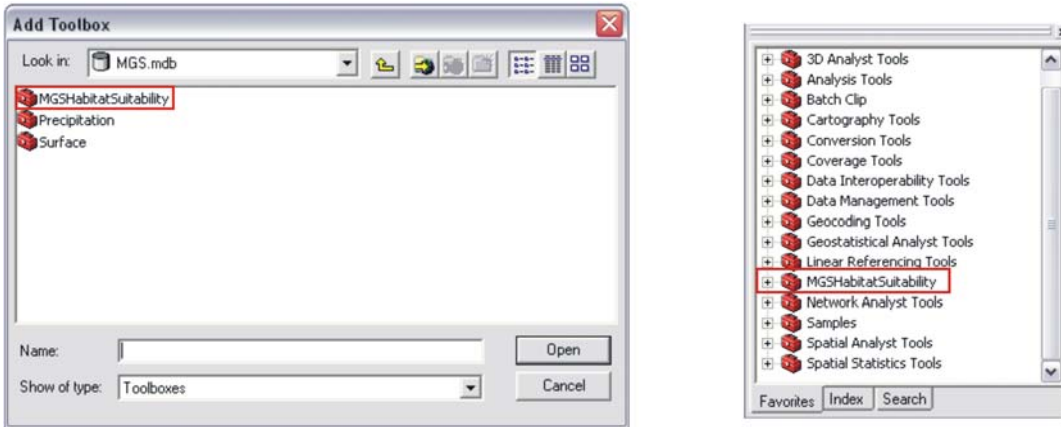 Add Toolbox
Look in: MGS.mdb
MGSHabitatSuitability
Precipitation
Surface
Name:
Open
Show of type: Toolboxes
Cancel
3D Analyst Tools
Analysis Tools
Batch Clip
Cartography Tools
Conversion Tools
Coverage Tools
Data Interoperability Tools
Data Management Tools
Geocoding Tools
Geostatistical Analyst Tools
Linear Referencing Tools
MGSHabitatSuitability
Network Analyst Tools
Samples
Spatial Analyst Tools
Spatial Statistics Tools
Favorites Index Search